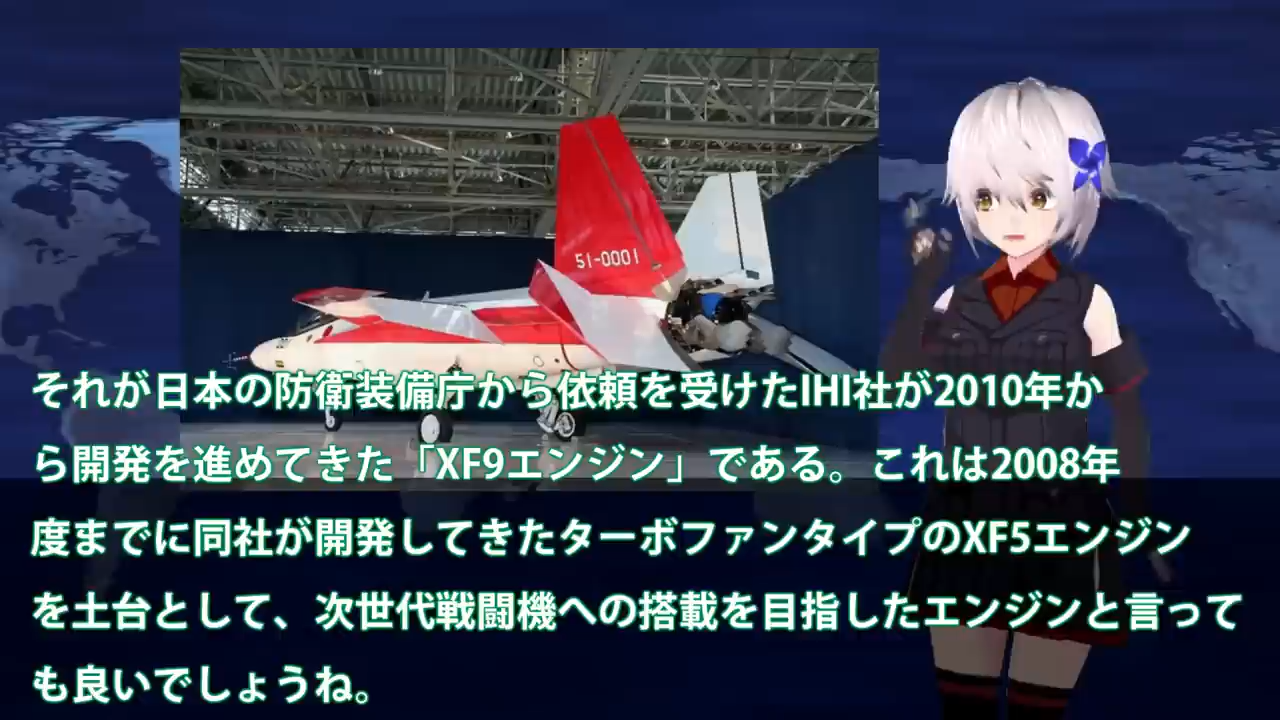 51-0001
それが日本の防衛装備庁から依頼を受けたIHI社が2010年か
ら開発を進めてきた「XF9エンジン」である。これは2008年
度までに同社が開発してきたターボファンタイプのXF5エンジン
を土台として、次世代戦闘機への搭載を目指したエンジンと言って
も良いでしょうね。